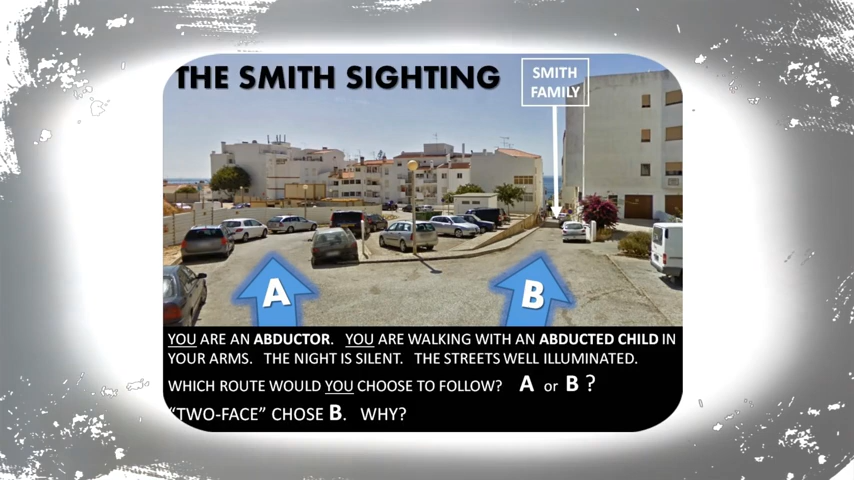 THE SMITH SIGHTING
SMITH
FAMILY
A
B
YOU ARE AN ABDUCTOR. YOU ARE WALKING WITH AN ABDUCTED CHILD IN
YOUR ARMS. THE NIGHT IS SILENT. THE STREETS WELL ILLUMINATED.
WHICH ROUTE WOULD YOU CHOOSE TO FOLLOW? A or B ?
“TWO-FACE” CHOSE B. WHY?